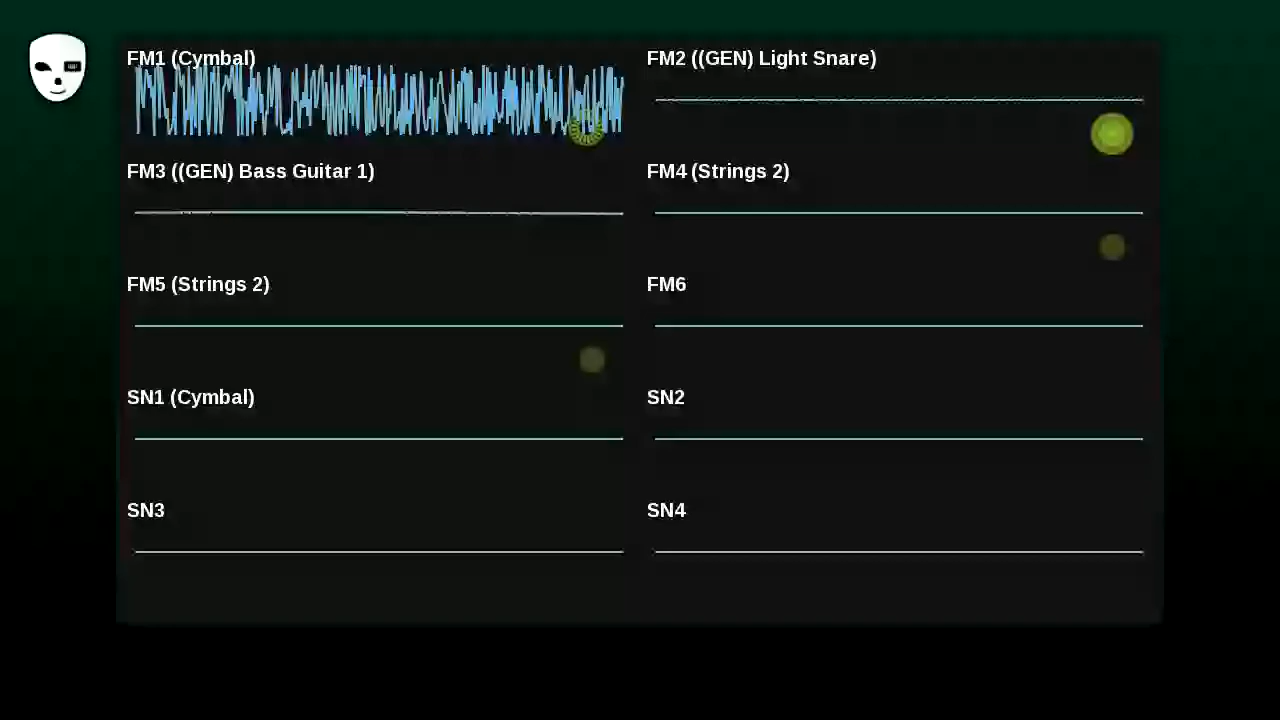 FM1 (Cymbal)
FM2 ((GEN) Light Snare)
FM3 ((GEN) Bass Guitar 1)
FM4 (Strings 2)
FM5 (Strings 2)
FM6
SN1 (Cymbal)
SN2
SN3
SN4